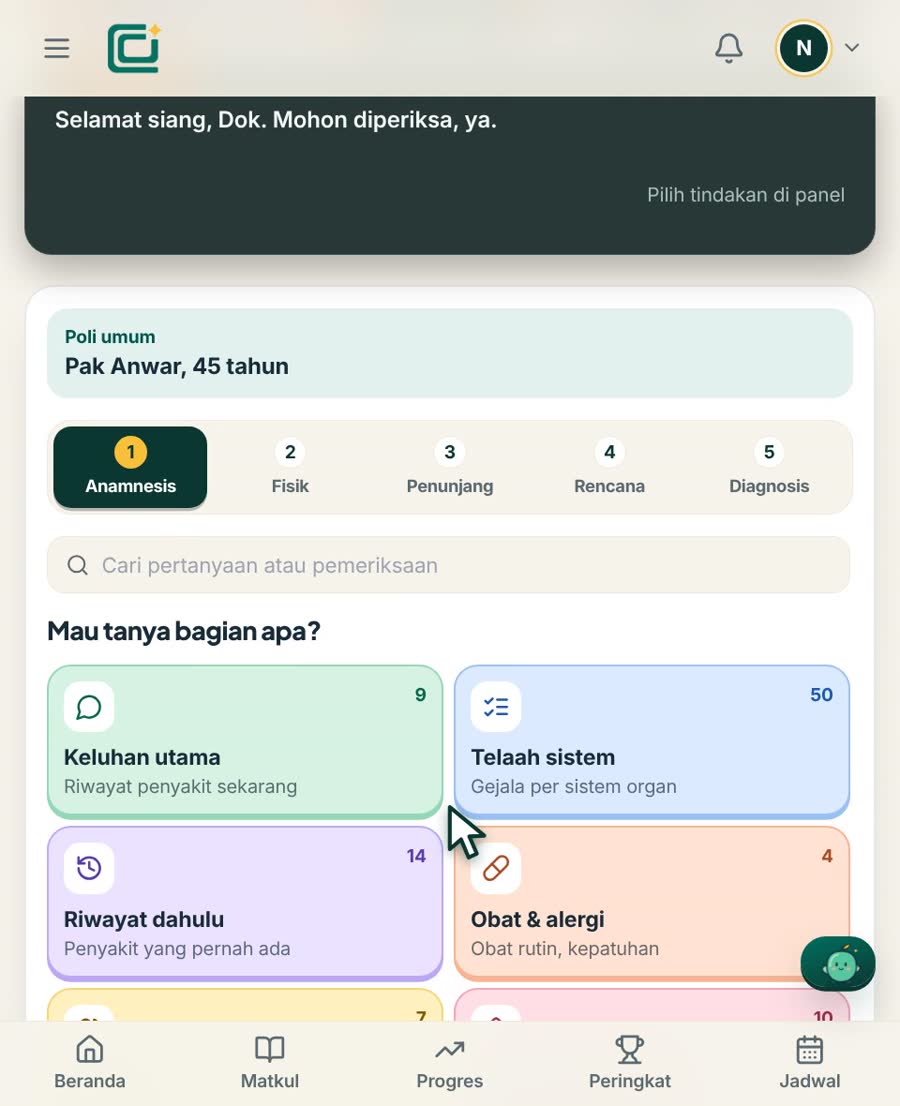 N
Selamat siang, Dok. Mohon diperiksa, ya.
Pilih tindakan di panel
Poli umum
Pak Anwar, 45 tahun
1 2 3 4 5
Anamnesis Fisik Penunjang Rencana Diagnosis
Cari pertanyaan atau pemeriksaan
Mau tanya bagian apa?
9
Keluhan utama
Riwayat penyakit sekarang
50
Telaah sistem
Gejala per sistem organ
14
Riwayat dahulu
Penyakit yang pernah ada
4
Obat & alergi
Obat rutin, kepatuhan
7
10
Beranda Matkul Progres Peringkat Jadwal